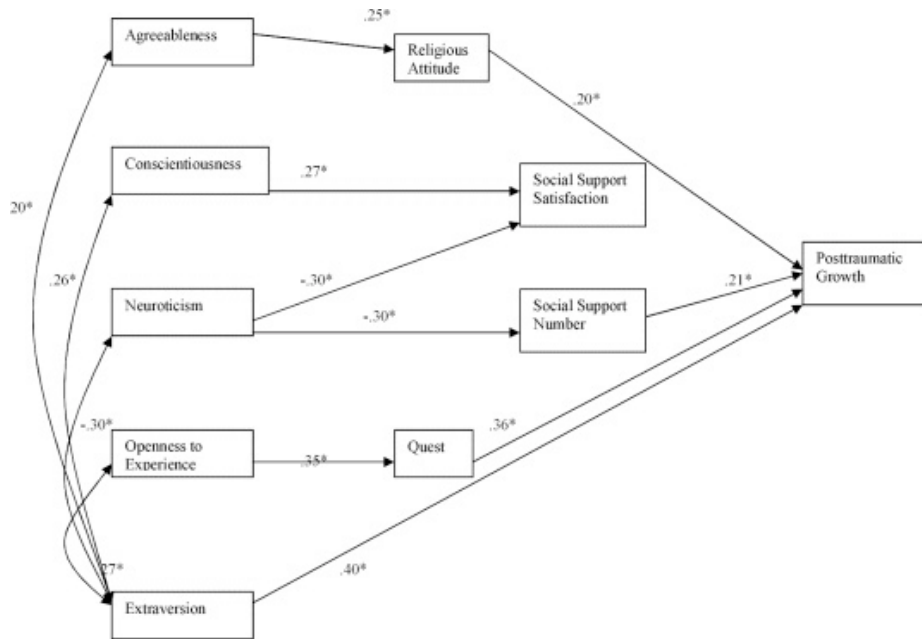 Agreeableness
.25*
Religious
Attitude
.20*
Conscientiousness
.27*
Social Support
Satisfaction
20*
.26*
Posttraumatic
Growth
Neuroticism
-.30*
-.30*
Social Support
Number
.21*
-.30*
Openness to
Experience
.35*
Quest
.36*
.27*
Extraversion
.40*